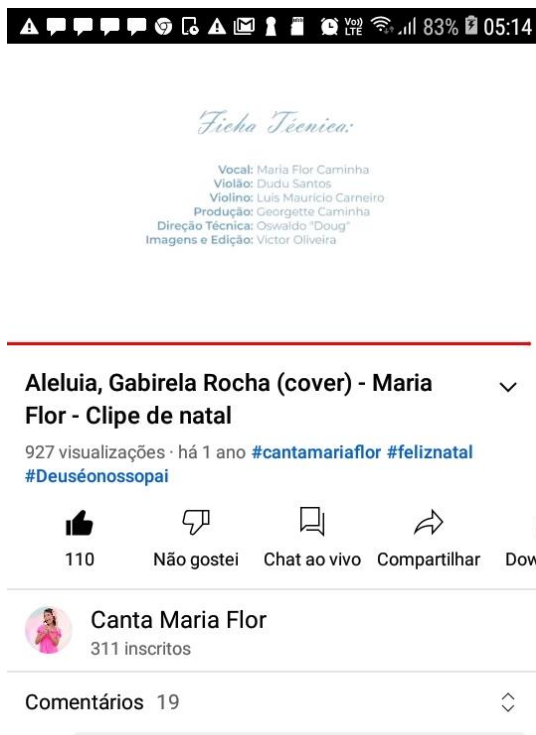 Vo))
LTE
83%
05:14
Ficha Técnica:
Vocal: Maria Flor Caminha
Violão: Dudu Santos
Violino: Luis Mauricio Carneiro
Produção: Georgette Caminha
Direção Técnica: Oswaldo "Doug"
Imagens e Edição: Victor Oliveira
Aleluia, Gabirela Rocha (cover) - Maria
Flor - Clipe de natal
927 visualizações · há 1 ano #cantamariaflor #feliznatal
#Deuséonossopai
110 Não gostei Chat ao vivo Compartilhar Dow
Canta Maria Flor
311 inscritos
Comentários 19